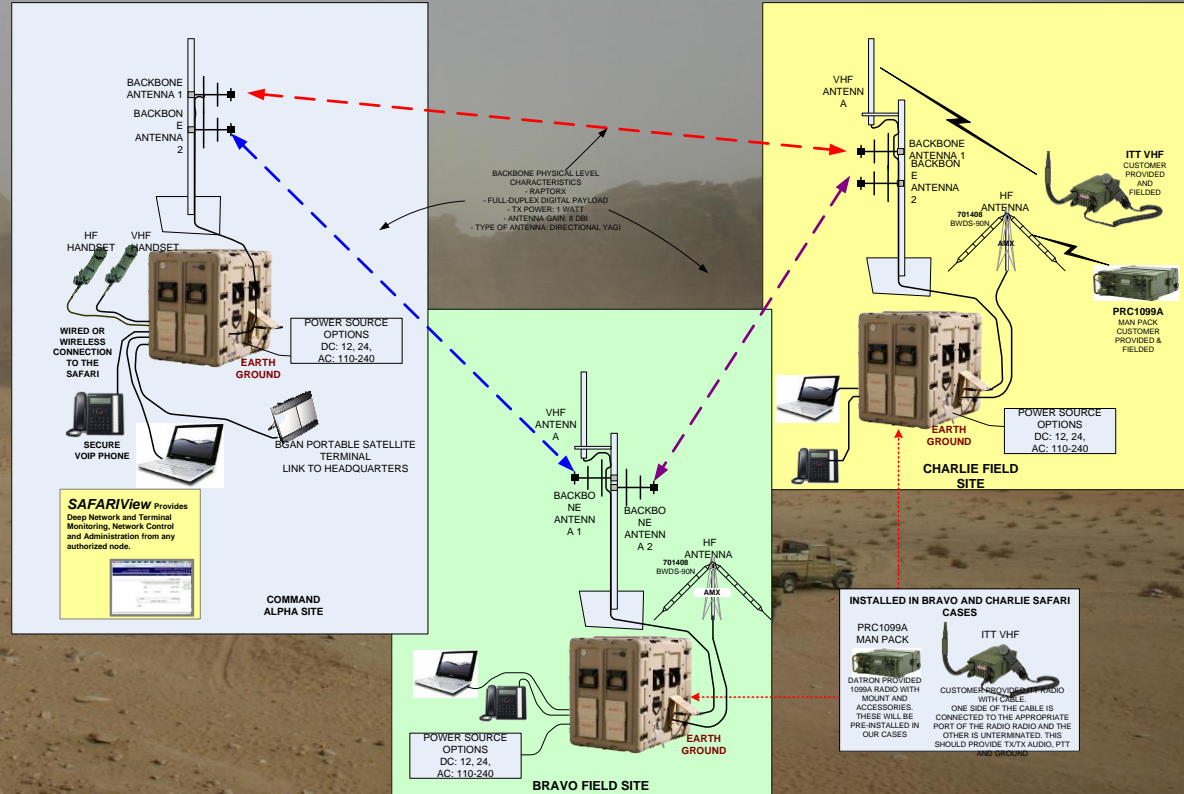 BACKBONE
ANTENNA 1
BACKBON
E
ANTENNA
2
HF
HANDSET
VHF
HANDSET
WIRED OR
WIRELESS
CONNECTION
TO THE
SAFARI
POWER SOURCE
OPTIONS
DC: 12, 24,
AC: 110-240
EARTH
GROUND
SECURE
VOIP PHONE
BGAN PORTABLE SATELLITE
TERMINAL
LINK TO HEADQUARTERS
SAFARIView Provides
Deep Network and Terminal
Monitoring, Network Control
and Administration from any
authorized node.
COMMAND
ALPHA SITE
BACKBONE PHYSICAL LEVEL
CHARACTERISTICS
- RAPTORX
- FULL-DUPLEX DIGITAL PAYLOAD
- TX POWER: 1 WATT
- ANTENNA GAIN: 8 DBI
- TYPE OF ANTENNA: DIRECTIONAL YAGI
VHF
ANTENN
A
BACKBONE
ANTENNA 1
BACKBON
E
ANTENNA
2
HF
ANTENNA
701408
BWDS-90N
AMX
ITT VHF
CUSTOMER
PROVIDED
AND
FIELDED
PRC1099A
MAN PACK
CUSTOMER
PROVIDED &
FIELDED
EARTH
GROUND
POWER SOURCE
OPTIONS
DC: 12, 24,
AC: 110-240
CHARLIE FIELD
SITE
VHF
ANTENN
A
BACKBO
NE
ANTENN
A 1
BACKBO
NE
ANTENN
A 2
HF
ANTENNA
701408
BWDS-90N
AMX
EARTH
GROUND
POWER SOURCE
OPTIONS
DC: 12, 24,
AC: 110-240
BRAVO FIELD SITE
INSTALLED IN BRAVO AND CHARLIE SAFARI
CASES
PRC1099A
MAN PACK
DATRON PROVIDED
1099A RADIO WITH
MOUNT AND
ACCESSORIES.
THESE WILL BE
PRE-INSTALLED IN
OUR CASES
ITT VHF
CUSTOMER PROVIDED ITT RADIO
WITH CABLE.
ONE SIDE OF THE CABLE IS
CONNECTED TO THE APPROPRIATE
PORT OF THE RADIO RADIO AND THE
OTHER IS UNTERMINATED. THIS
SHOULD PROVIDE TX/TX AUDIO, PTT
AND GROUND